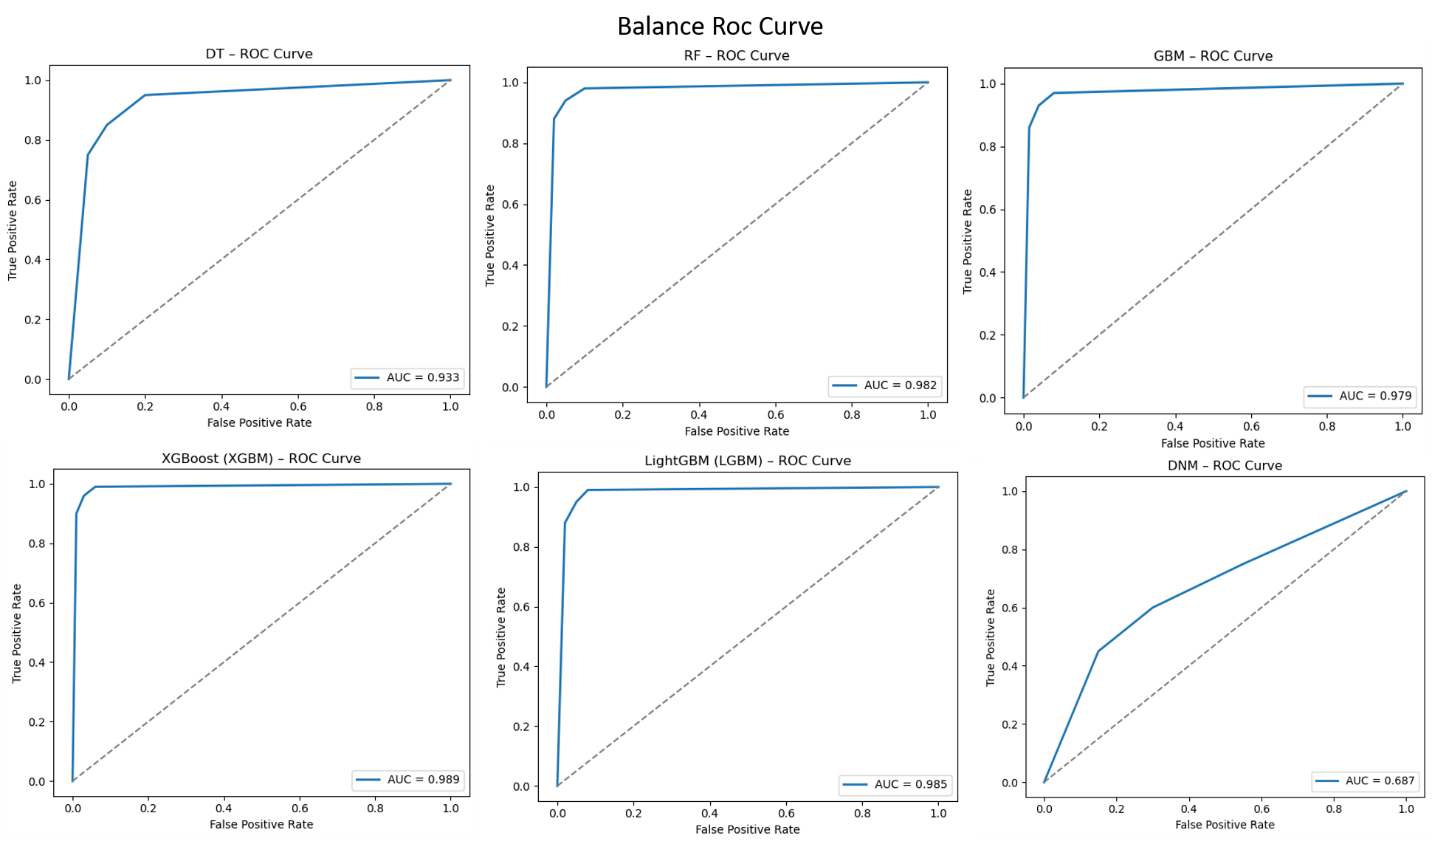 Balance Roc Curve
DT – ROC Curve
True Positive Rate
1.0
0.8
0.6
0.4
0.2
0.0
0.0 0.2 0.4 0.6 0.8 1.0
False Positive Rate
AUC = 0.933
RF – ROC Curve
True Positive Rate
1.0
0.8
0.6
0.4
0.2
0.0
0.0 0.2 0.4 0.6 0.8 1.0
False Positive Rate
AUC = 0.982
GBM – ROC Curve
True Positive Rate
1.0
0.8
0.6
0.4
0.2
0.0
0.0 0.2 0.4 0.6 0.8 1.0
False Positive Rate
AUC = 0.979
XGBoost (XGBM) – ROC Curve
True Positive Rate
1.0
0.8
0.6
0.4
0.2
0.0
0.0 0.2 0.4 0.6 0.8 1.0
False Positive Rate
AUC = 0.989
LightGBM (LGBM) – ROC Curve
True Positive Rate
1.0
0.8
0.6
0.4
0.2
0.0
0.0 0.2 0.4 0.6 0.8 1.0
False Positive Rate
AUC = 0.985
DNM – ROC Curve
True Positive Rate
1.0
0.8
0.6
0.4
0.2
0.0
0.0 0.2 0.4 0.6 0.8 1.0
False Positive Rate
AUC = 0.687